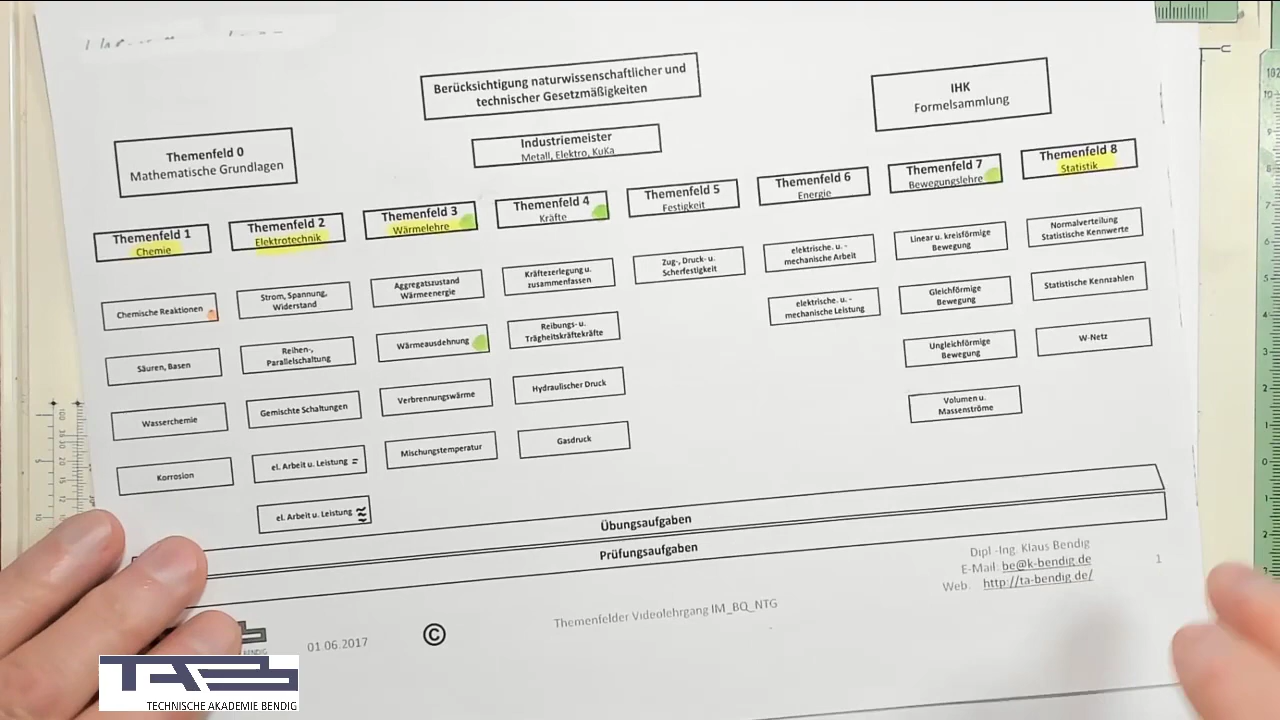 Berücksichtigung naturwissenschaftlicher und
technischer Gesetzmäßigkeiten
IHK
Formelsammlung
Themenfeld 0
Mathematische Grundlagen
Industriemeister
Metall, Elektro, KuKa
Themenfeld 1
Chemie
Chemische Reaktionen
Säuren, Basen
Wasserchemie
Korrosion
Themenfeld 2
Elektrotechnik
Strom, Spannung,
Widerstand
Reihen-,
Parallelschaltung
Gemischte Schaltungen
el. Arbeit u. Leistung =
el. Arbeit u. Leistung
Themenfeld 3
Wärmelehre
Aggregatszustand
Wärmeenergie
Wärmeausdehnung
Verbrennungswärme
Mischungstemperatur
Themenfeld 4
Kräfte
Kräftezerlegung u.
zusammenfassen
Reibungs- u.
Trägheitskräftekräfte
Hydraulischer Druck
Gasdruck
Themenfeld 5
Festigkeit
Zug-, Druck- u.
Scherfestigkeit
Themenfeld 6
Energie
elektrische. u. -
mechanische Arbeit
elektrische. u. -
mechanische Leistung
Themenfeld 7
Bewegungslehre
Linear u. kreisförmige
Bewegung
Gleichförmige
Bewegung
Ungleichförmige
Bewegung
Volumen u.
Massenströme
Themenfeld 8
Statistik
Normalverteilung
Statistische Kennwerte
Statistische Kennzahlen
W-Netz
Übungsaufgaben
Prüfungsaufgaben
Dipl.-Ing. Klaus Bendig
E-Mail: be@k-bendig.de
Web. http://ta-bendig.de/
1
01.06.2017
©
Themenfelder Videolehrgang IM_BQ_NTG
TAB
TECHNISCHE AKADEMIE BENDIG